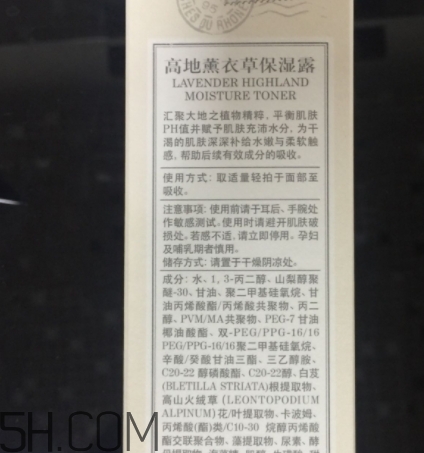 高地薰衣草保湿露
LAVENDER HIGHLAND
MOISTURE TONER
汇聚大地之植物精粹，平衡肌肤
PH值并赋予肌肤充沛水分，为干
渴的肌肤深深补给水嫩与柔软触
感，帮助后续有效成分的吸收。
使用方式：取适量轻拍于面部至
吸收。
注意事项：使用前请于耳后、手腕处
作敏感测试。使用时请避开肌肤破
损处。若感不适，请立即停用。孕妇
及哺乳期者慎用。
储存方式：请置于干燥阴凉处。
成分：水、1，3-丙二醇、山梨醇聚
醚-30、甘油、聚二甲基硅氧烷、甘
油丙烯酸酯/丙烯酸共聚物、丙二
醇、PVM/MA共聚物、PEG-7 甘油
椰油酸酯、双-PEG/PPG-16/16
PEG/PPG-16/16聚二甲基硅氧烷、
辛酸/癸酸甘油三酯、三乙醇胺、
C20-22 醇磷酸酯、C20-22醇、白芨
(BLETILLA STRIATA)根提取物、
高山火绒草(LEONTOPODIUM
ALPINUM)花/叶提取物、卡波姆、
丙烯酸(酯)类/C10-30 烷醇丙烯酸
酯交联聚合物、藻提取物、尿素、酵
5H.COM